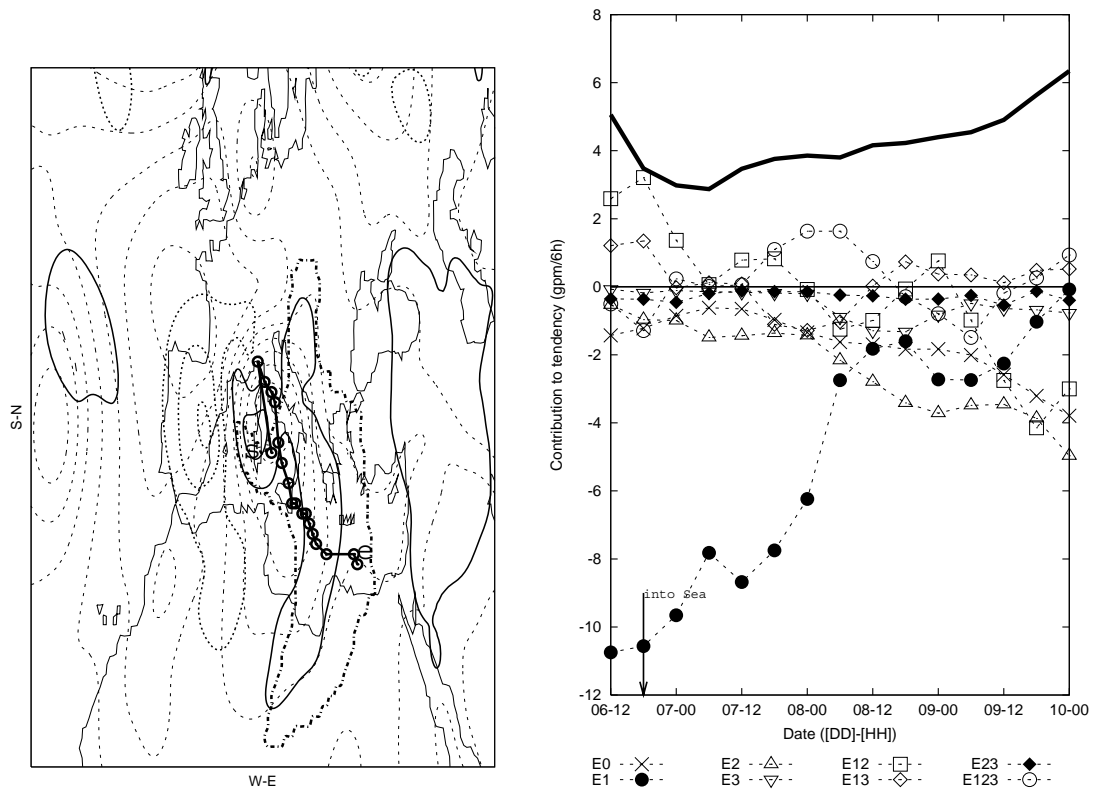 S-N
W-E
Contribution to tendency (gpm/6h)
8
6
4
2
0
-2
-4
-6
-8
-10
-12
into Sea
06-12 07-00 07-12 08-00 08-12 09-00 09-12 10-00
Date ([DD]-[HH])
E0 E2 E12 E23
E1 E3 E13 E123